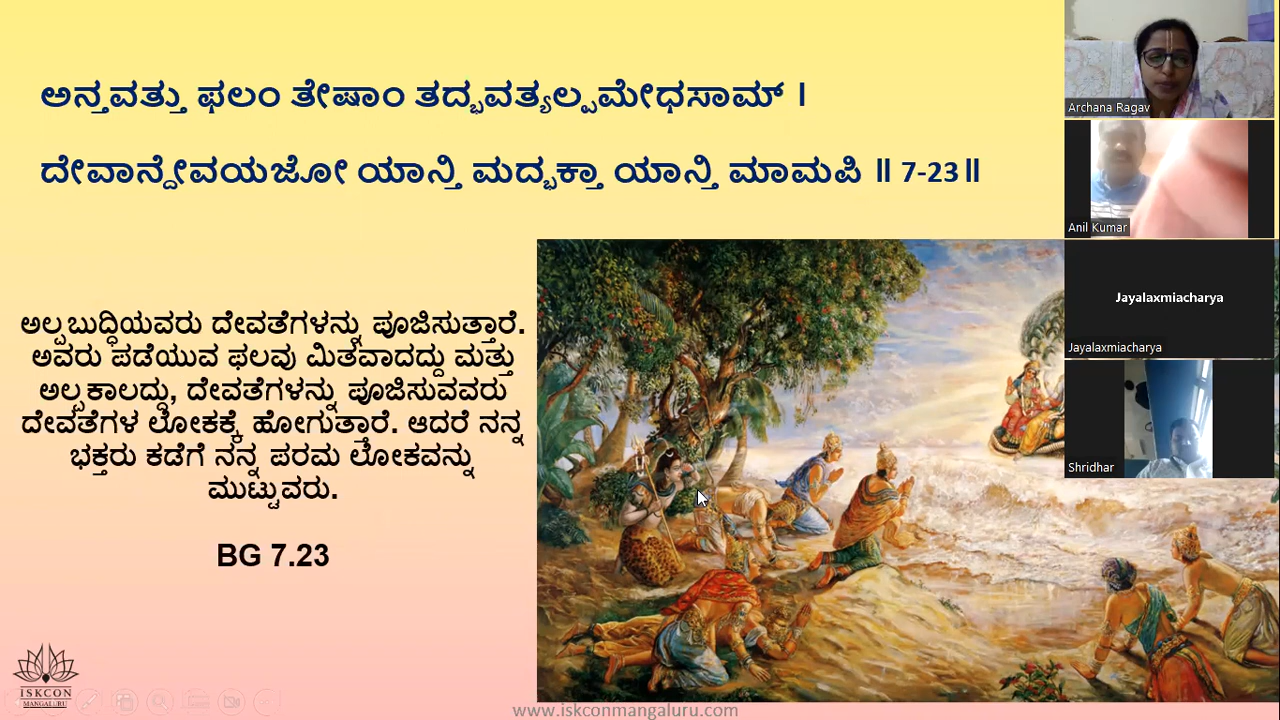 ಅನ್ತವತ್ತು ಫಲಂ ತೇಷಾಂ ತದ್ಭವತ್ಯಲ್ಪಮೇಧಸಾಮ್ ।
ದೇವಾನ್ದೇವಯಜೋ ಯಾನ್ತಿ ಮದ್ಭಕ್ತಾ ಯಾನ್ತಿ ಮಾಮಪಿ ॥ 7-23॥
ಅಲ್ಪಬುದ್ಧಿಯವರು ದೇವತೆಗಳನ್ನು ಪೂಜಿಸುತ್ತಾರೆ.
ಅವರು ಪಡೆಯುವ ಫಲವು ಮಿತವಾದದ್ದು ಮತ್ತು
ಅಲ್ಪಕಾಲದ್ದು, ದೇವತೆಗಳನ್ನು ಪೂಜಿಸುವವರು
ದೇವತೆಗಳ ಲೋಕಕ್ಕೆ ಹೋಗುತ್ತಾರೆ. ಆದರೆ ನನ್ನ
ಭಕ್ತರು ಕಡೆಗೆ ನನ್ನ ಪರಮ ಲೋಕವನ್ನು
ಮುಟ್ಟುವರು.
BG 7.23
ISKCON
MANGALURU
www.iskconmangaluru.com
Archana Ragav
Anil Kumar
Jayalaxmiacharya
Jayalaxmiacharya
Shridhar